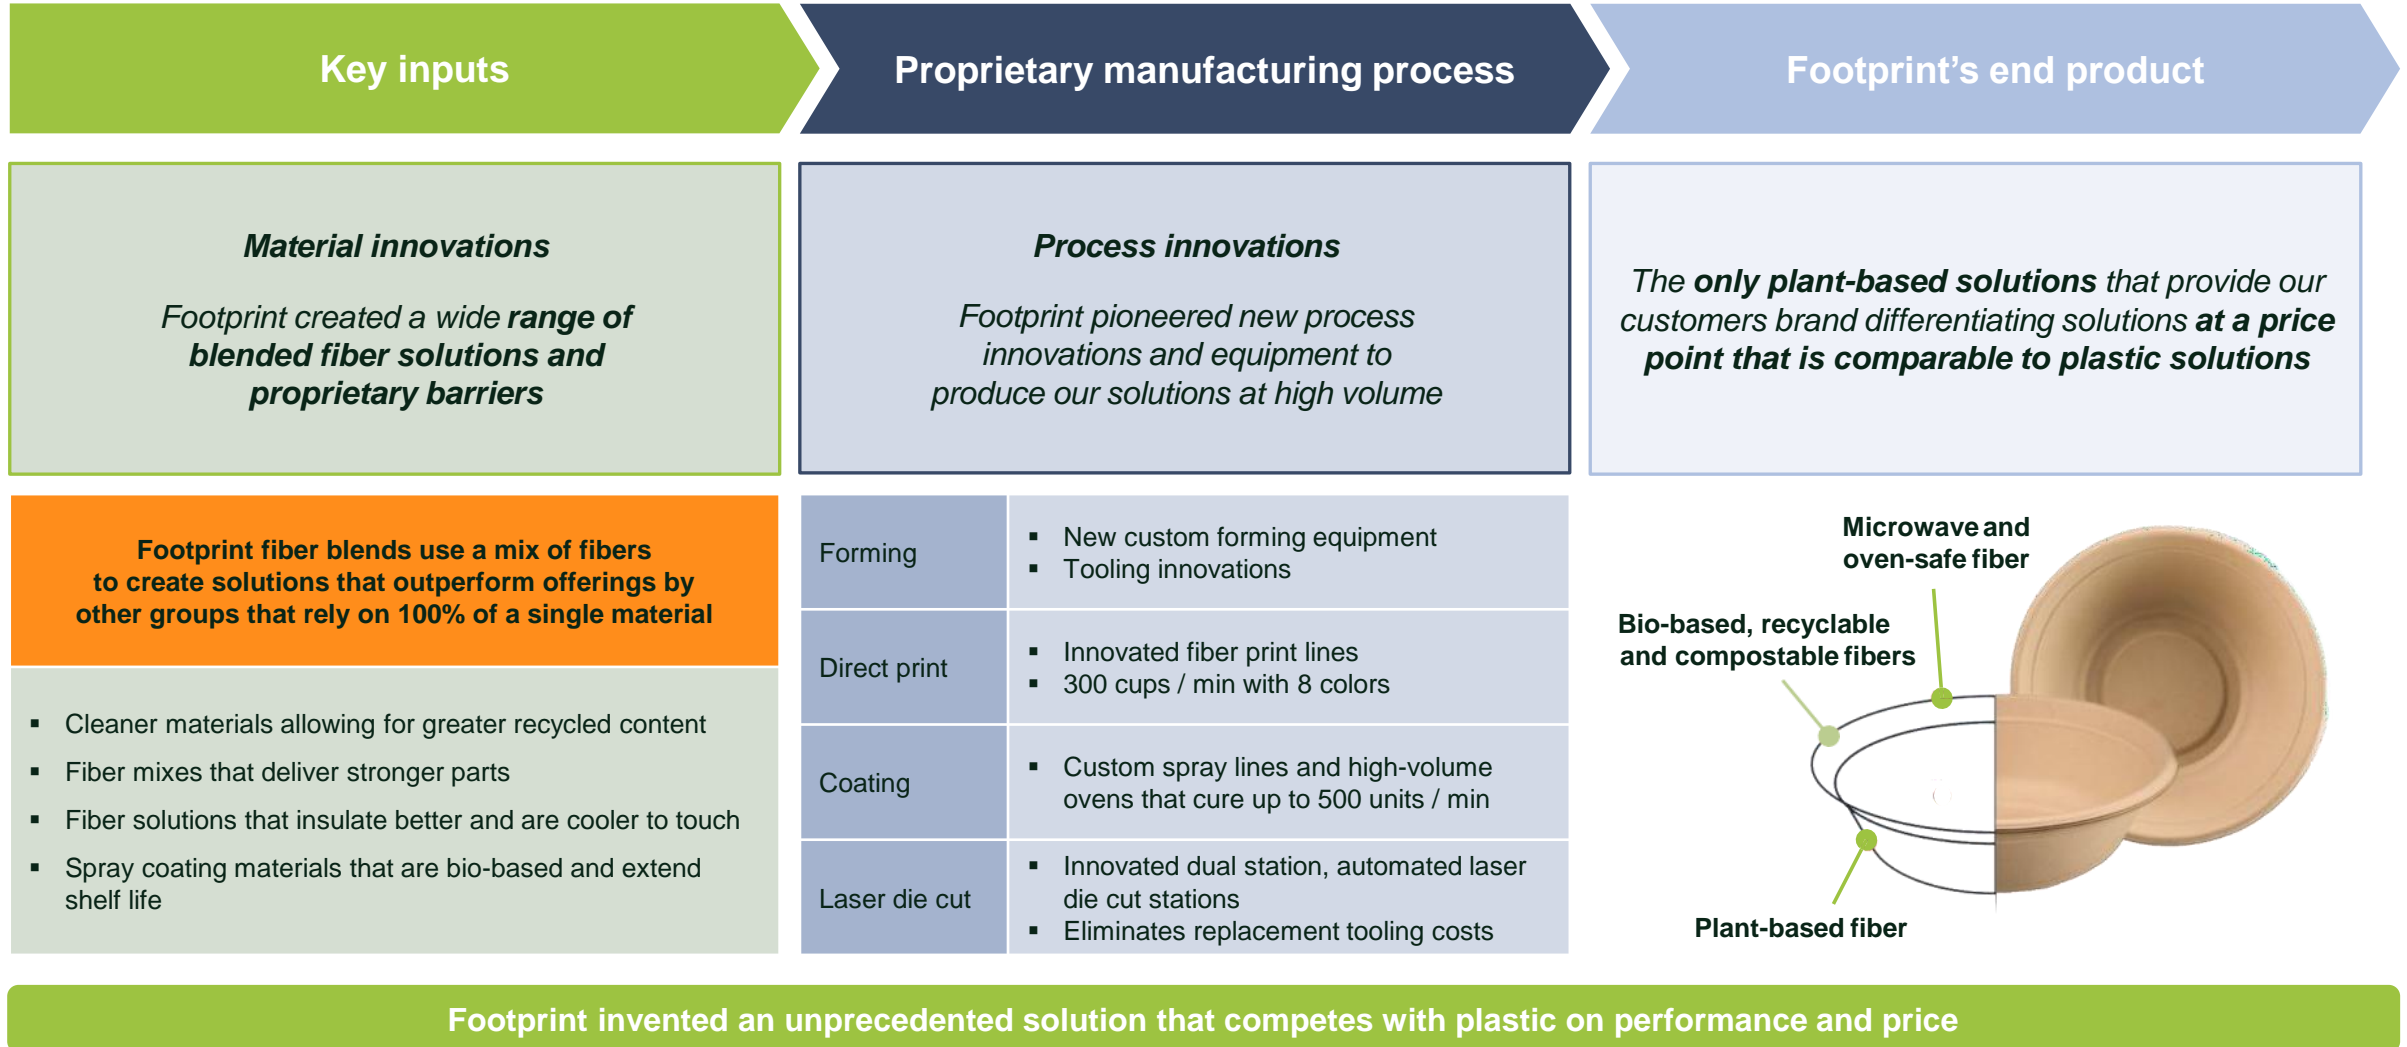 Key inputs
Proprietary manufacturing process
Footprint’s end product
Material innovations
Footprint created a wide range of
blended fiber solutions and
proprietary barriers
Process innovations
Footprint pioneered new process
innovations and equipment to
produce our solutions at high volume
The only plant-based solutions that provide our
customers brand differentiating solutions at a price
point that is comparable to plastic solutions
Footprint fiber blends use a mix of fibers
to create solutions that outperform offerings by
other groups that rely on 100% of a single material
▪ Cleaner materials allowing for greater recycled content
▪ Fiber mixes that deliver stronger parts
▪ Fiber solutions that insulate better and are cooler to touch
▪ Spray coating materials that are bio-based and extend
shelf life
Forming
▪ New custom forming equipment
▪ Tooling innovations
Direct print
▪ Innovated fiber print lines
▪ 300 cups / min with 8 colors
Coating
▪ Custom spray lines and high-volume
ovens that cure up to 500 units / min
Laser die cut
▪ Innovated dual station, automated laser
die cut stations
▪ Eliminates replacement tooling costs
Microwave and
oven-safe fiber
Bio-based, recyclable
and compostable fibers
Plant-based fiber
Footprint invented an unprecedented solution that competes with plastic on performance and price